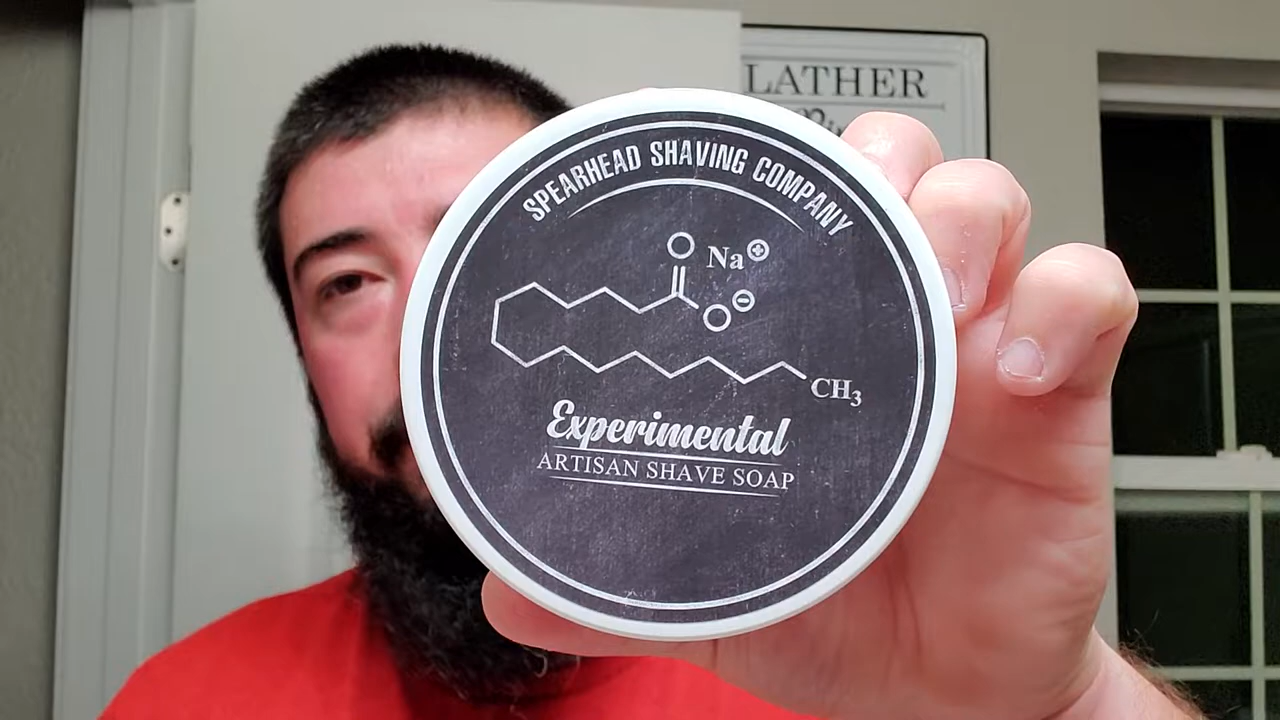 LATHER
SPEARHEAD SHAVING COMPANY
O Na⊕
O⊖
CH₃
Experimental
ARTISAN SHAVE SOAP